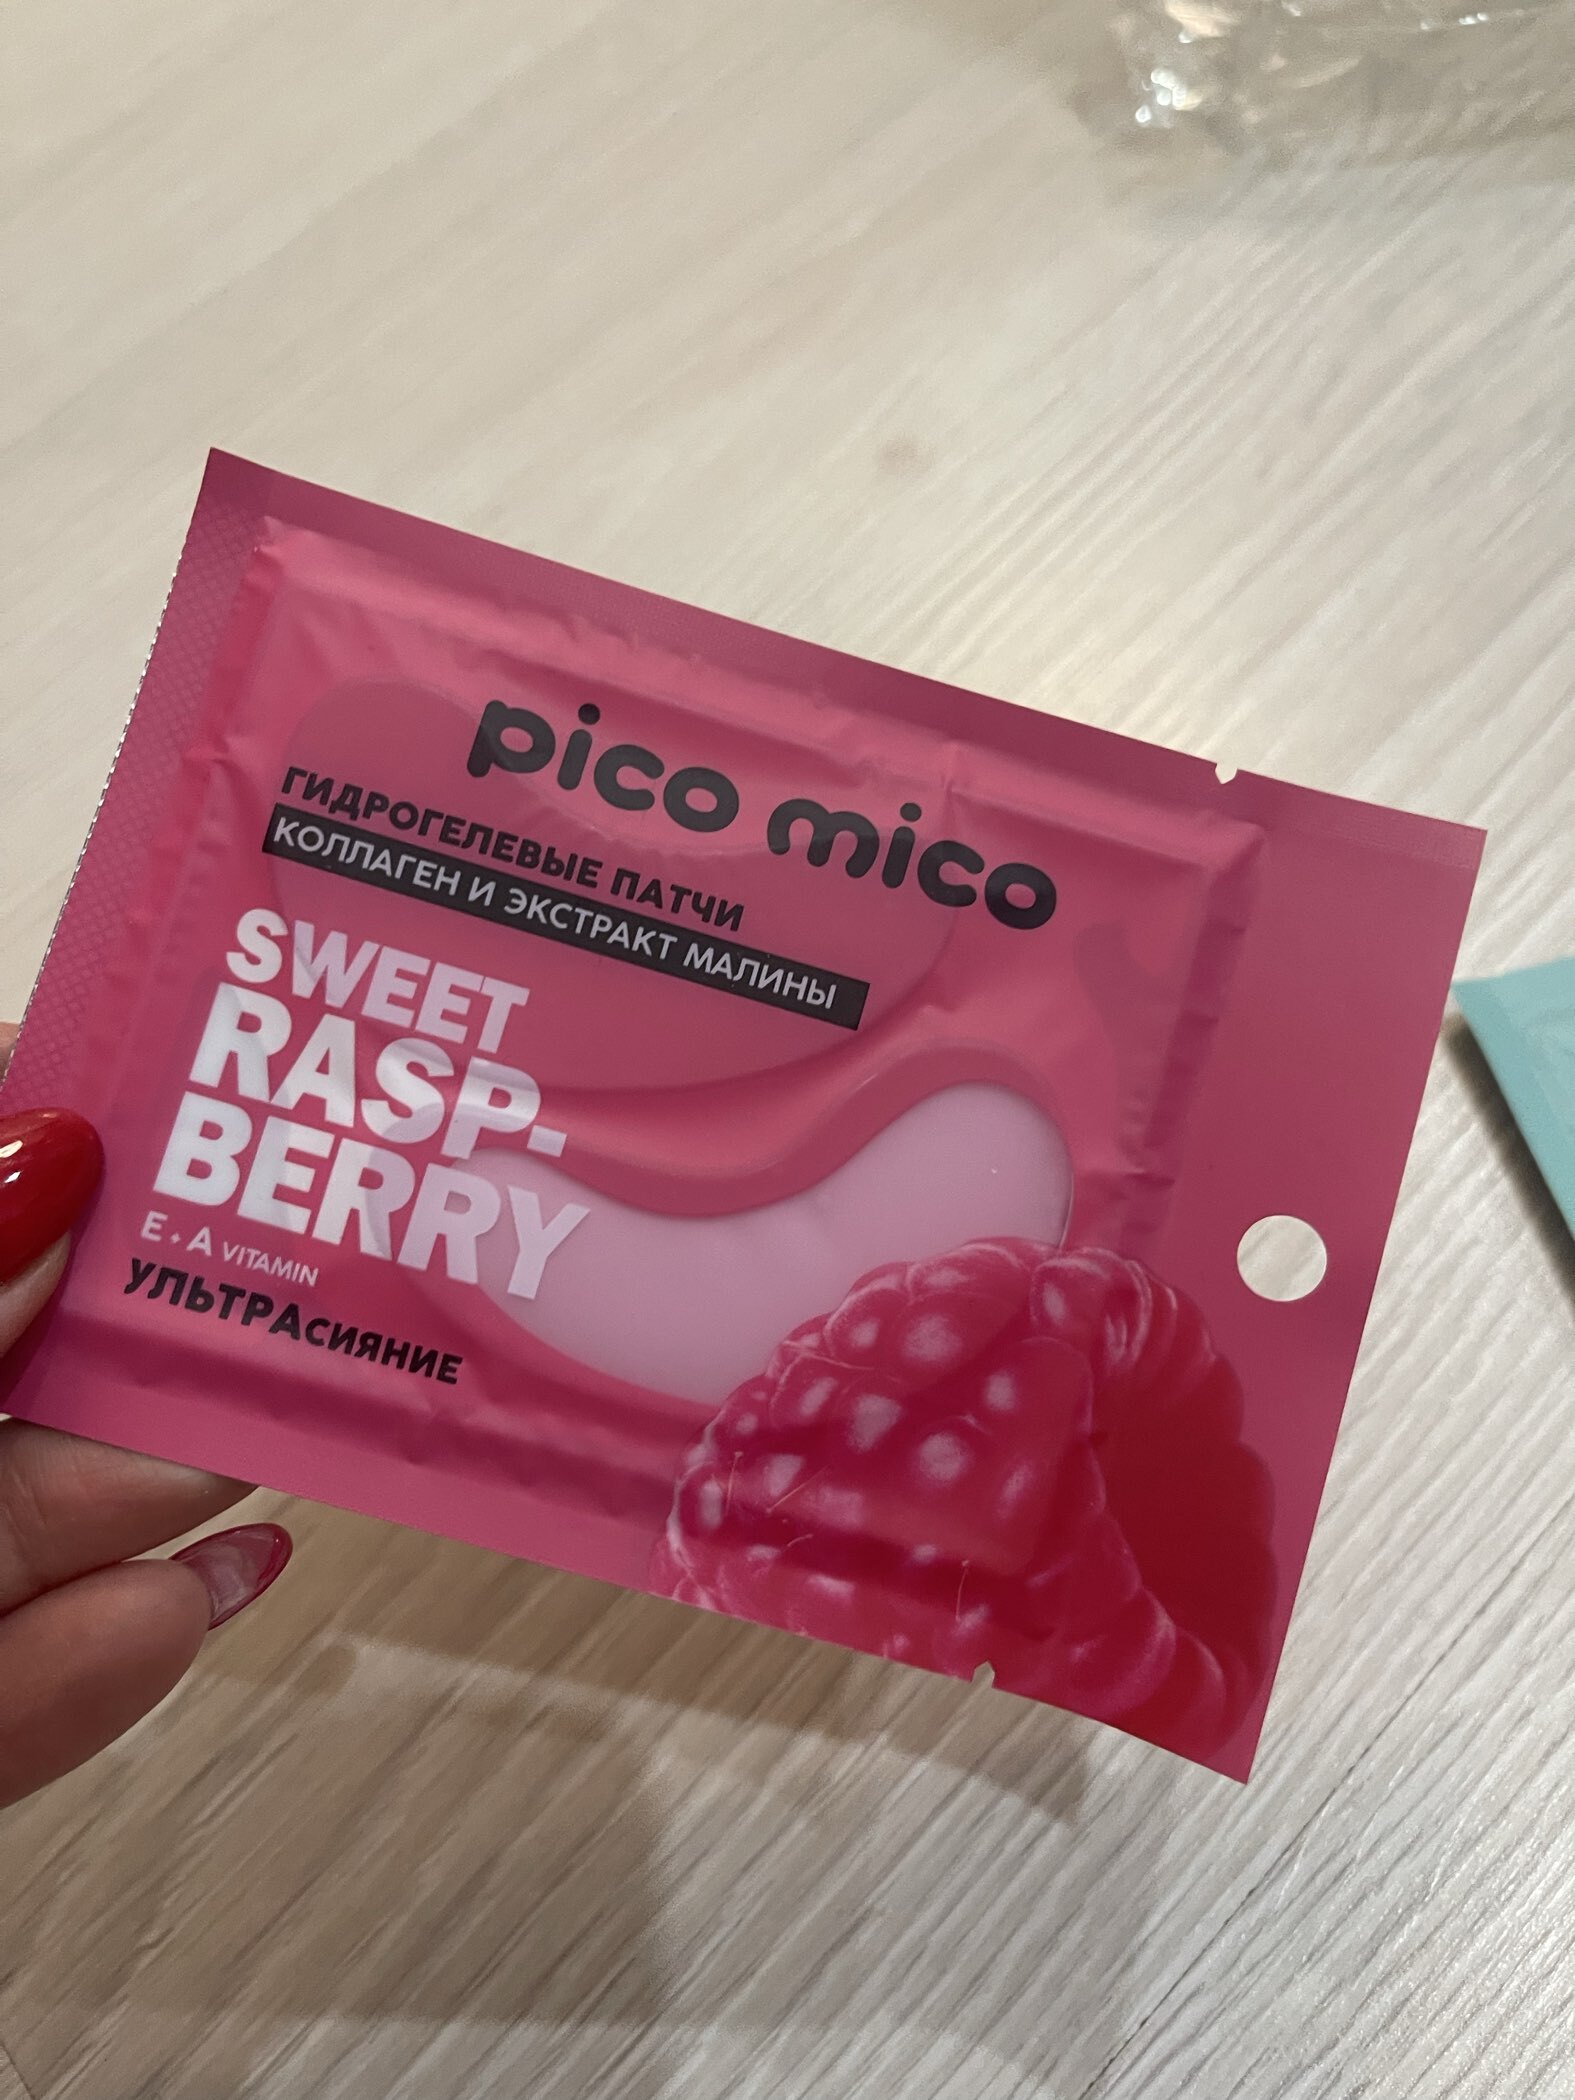 pico mico
ГИДРОГЕЛЕВЫЕ ПАТЧИ
КОЛЛАГЕН И ЭКСТРАКТ МАЛИНЫ
SWEET
RASP-
BERRY
E + A VITAMIN
УЛЬТРАСИЯНИЕ